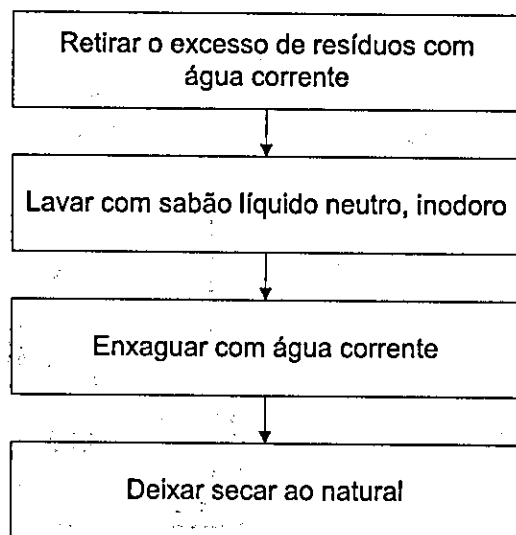 Retirar o excesso de resíduos com
água corrente
Lavar com sabão líquido neutro, inodoro
Enxaguar com água corrente
Deixar secar ao natural